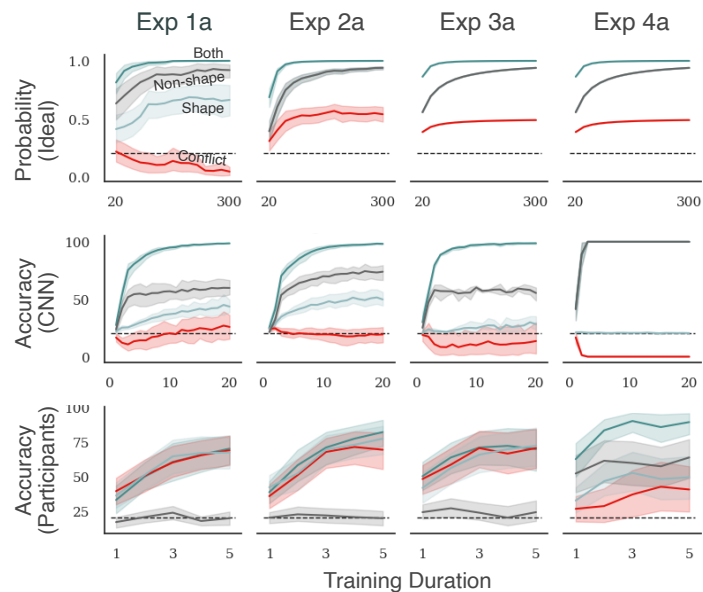 Exp 1a Exp 2a Exp 3a Exp 4a
Probability
(Ideal)
1.0
0.5
0.0
Both
Non-shape
Shape
Conflict
20 300 20 300 20 300 20 300
Accuracy
(CNN)
100
50
0
0 10 20 0 10 20 0 10 20 0 10 20
Accuracy
(Participants)
100
75
50
25
1 3 5 1 3 5 1 3 5 1 3 5
Training Duration